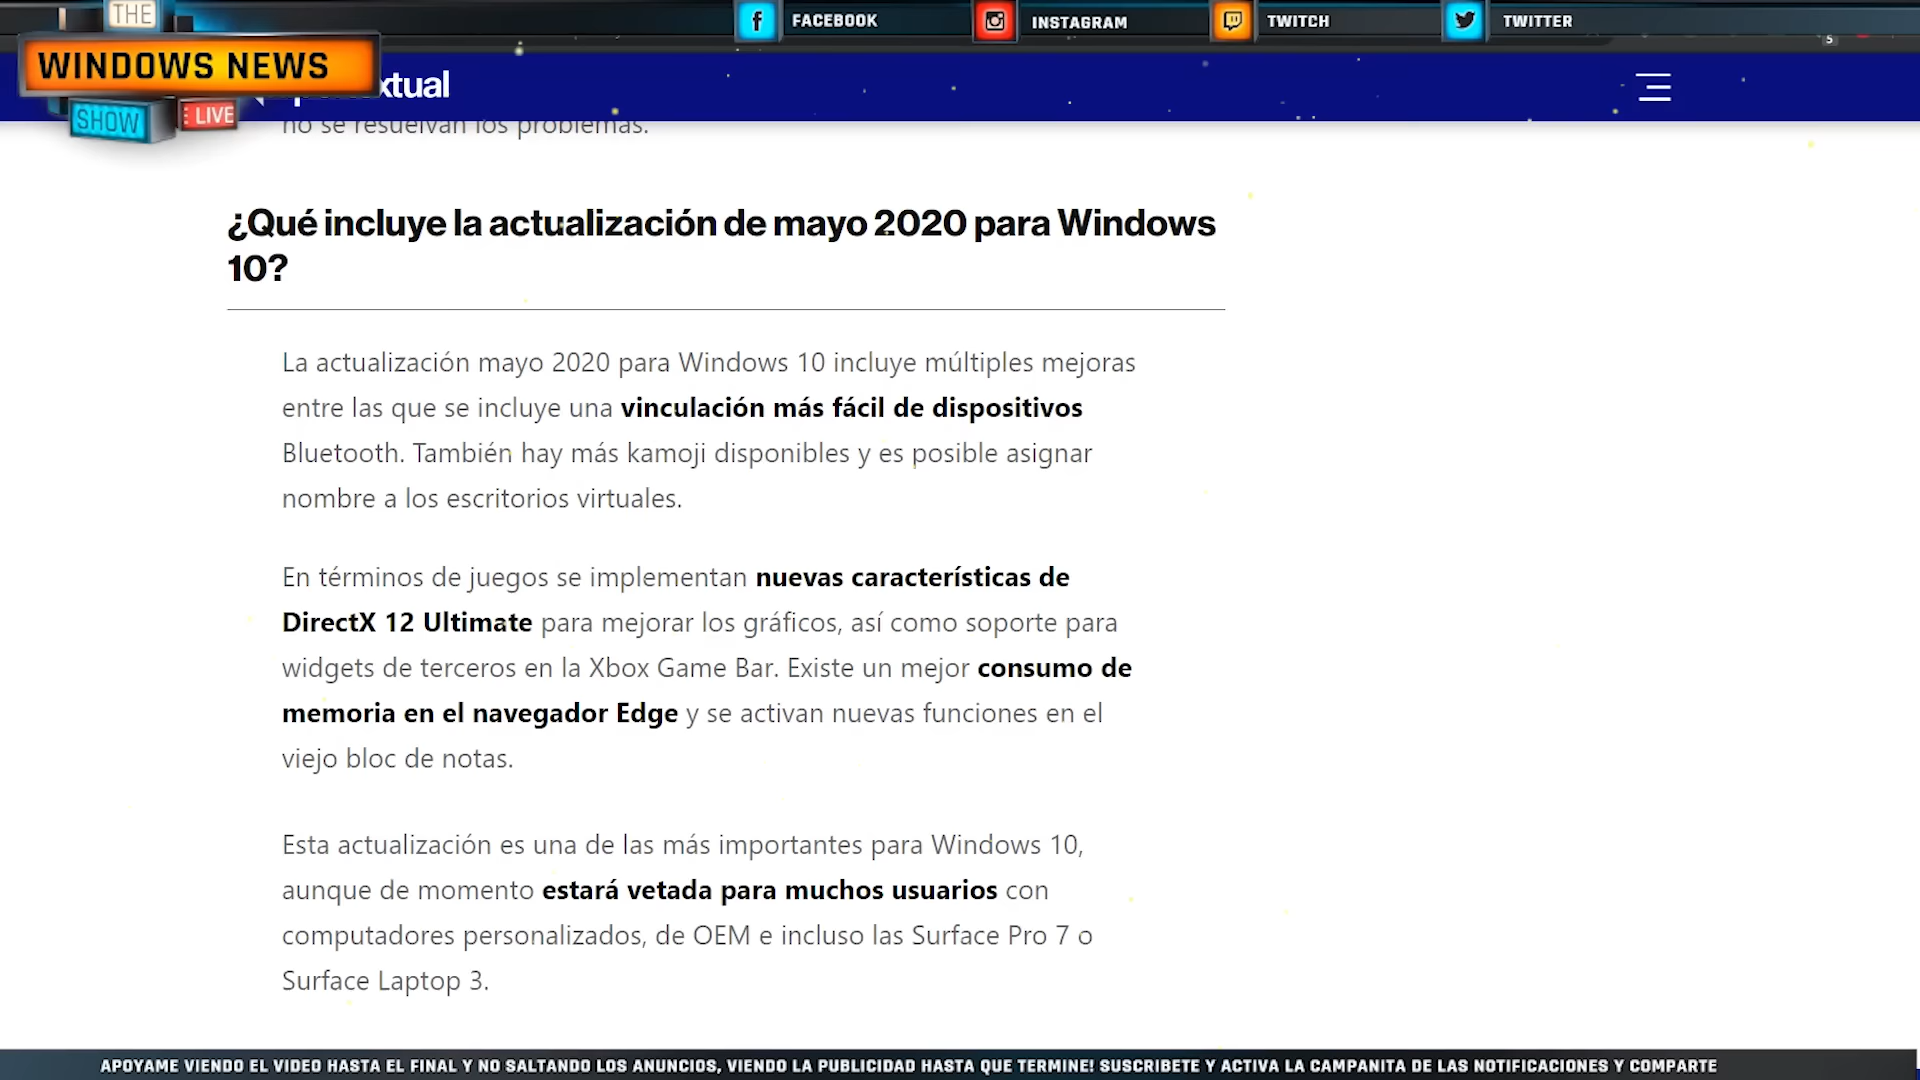 THE
WINDOWS NEWS
SHOW
LIVE
FACEBOOK
INSTAGRAM
TWITCH
TWITTER
5
xtual
no se resuelvan los problemas.
¿Qué incluye la actualización de mayo 2020 para Windows
10?
La actualización mayo 2020 para Windows 10 incluye múltiples mejoras
entre las que se incluye una vinculación más fácil de dispositivos
Bluetooth. También hay más kamoji disponibles y es posible asignar
nombre a los escritorios virtuales.
En términos de juegos se implementan nuevas características de
DirectX 12 Ultimate para mejorar los gráficos, así como soporte para
widgets de terceros en la Xbox Game Bar. Existe un mejor consumo de
memoria en el navegador Edge y se activan nuevas funciones en el
viejo bloc de notas.
Esta actualización es una de las más importantes para Windows 10,
aunque de momento estará vetada para muchos usuarios con
computadores personalizados, de OEM e incluso las Surface Pro 7 o
Surface Laptop 3.
APOYAME VIENDO EL VIDEO HASTA EL FINAL Y NO SALTANDO LOS ANUNCIOS, VIENDO LA PUBLICIDAD HASTA QUE TERMINE! SUSCRIBETE Y ACTIVA LA CAMPANITA DE LAS NOTIFICACIONES Y COMPARTE